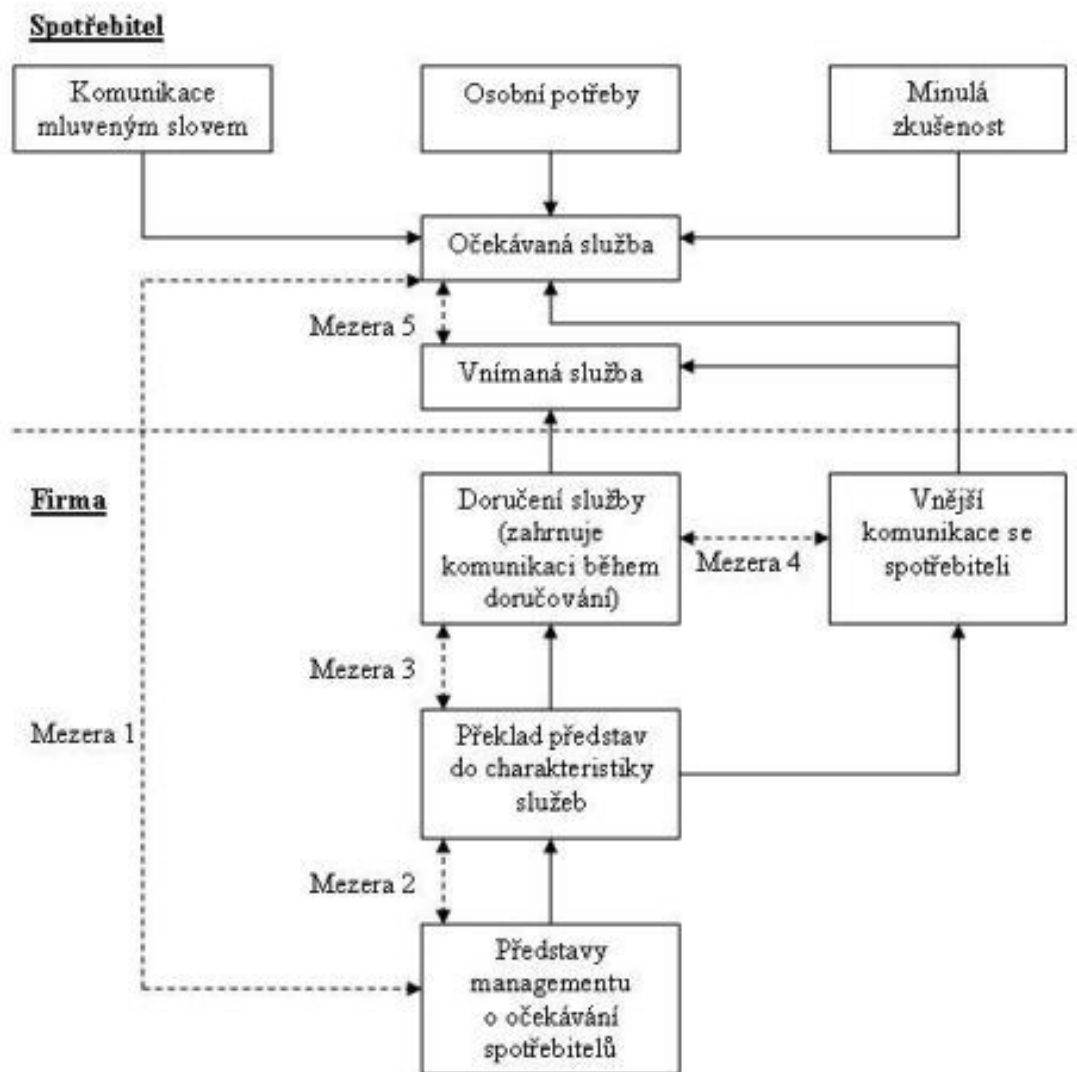 Spotřebitel
Komunikace
mluveným slovem
Osobní potřeby
Minulá
zkušenost
Očekávaná služba
Mezera 5
Vnímaná služba
Firma
Doručení služby
(zahrnuje
komunikaci během
doručování)
Mezera 4
Vnější
komunikace se
spotřebiteli
Mezera 3
Mezera 1
Překlad představ
do charakteristiky
služeb
Mezera 2
Představy
managementu
o očekávání
spotřebitelů